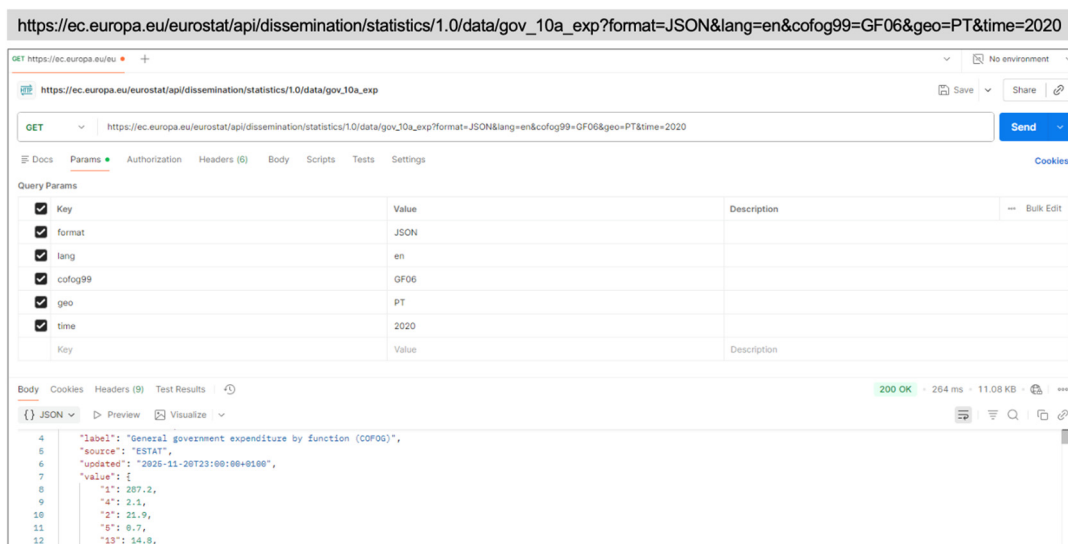 https://ec.europa.eu/eurostat/api/dissemination/statistics/1.0/data/gov_10a_exp?format=JSON&lang=en&cofog99=GF06&geo=PT&time=2020
GET https://ec.europa.eu/eu
No environment
HTTP https://ec.europa.eu/eurostat/api/dissemination/statistics/1.0/data/gov_10a_exp
Save Share
GET https://ec.europa.eu/eurostat/api/dissemination/statistics/1.0/data/gov_10a_exp?format=JSON&lang=en&cofog99=GF06&geo=PT&time=2020 Send
Docs Params Authorization Headers (6) Body Scripts Tests Settings Cookies
Query Params
Key Value Description Bulk Edit
format JSON
lang en
cofog99 GF06
geo PT
time 2020
Key Value Description
Body Cookies Headers (9) Test Results 200 OK 264 ms 11.08 KB
{} JSON Preview Visualize
4 "label": "General government expenditure by function (COFOG)",
5 "source": "ESTAT",
6 "updated": "2025-11-20T23:00:00+0100",
7 "value": {
8 "1": 287.2,
9 "4": 2.1,
10 "2": 21.9,
11 "5": 0.7,
12 "13": 14.8,